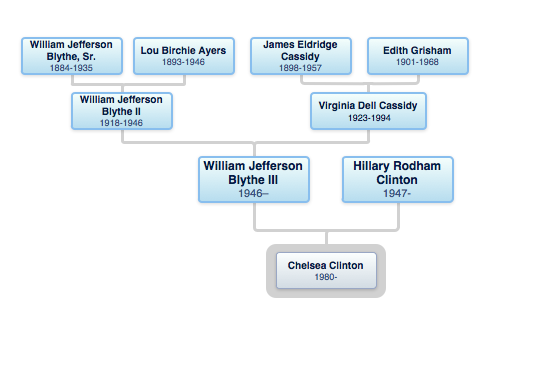 William Jefferson
Blythe, Sr.
1884-1935
Lou Birchie Ayers
1893-1946
James Eldridge
Cassidy
1898-1957
Edith Grisham
1901-1968
William Jefferson
Blythe II
1918-1946
Virginia Dell Cassidy
1923-1994
William Jefferson
Blythe III
1946–
Hillary Rodham
Clinton
1947-
Chelsea Clinton
1980-